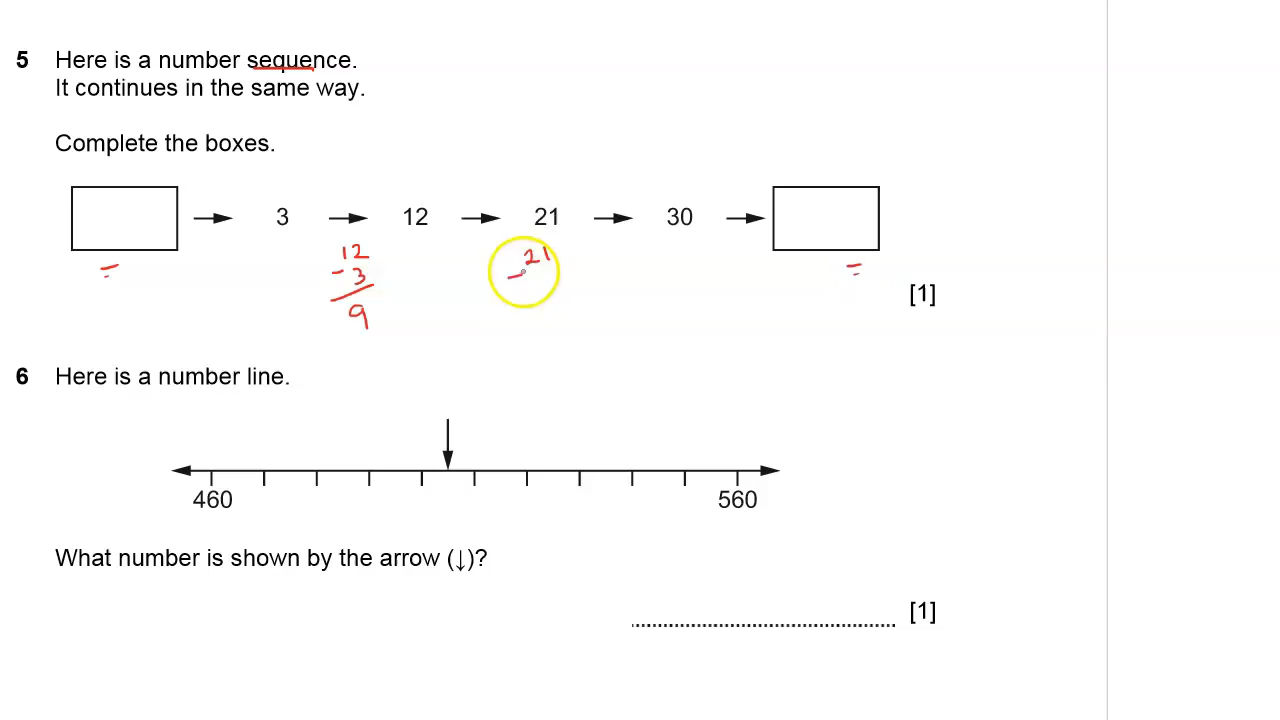 5 Here is a number sequence.
It continues in the same way.
Complete the boxes.
→ 3 → 12 → 21 → 30 →
12
- 3
9
21
-
=
=
[1]
6 Here is a number line.
460 560
What number is shown by the arrow (↓)?
[1]